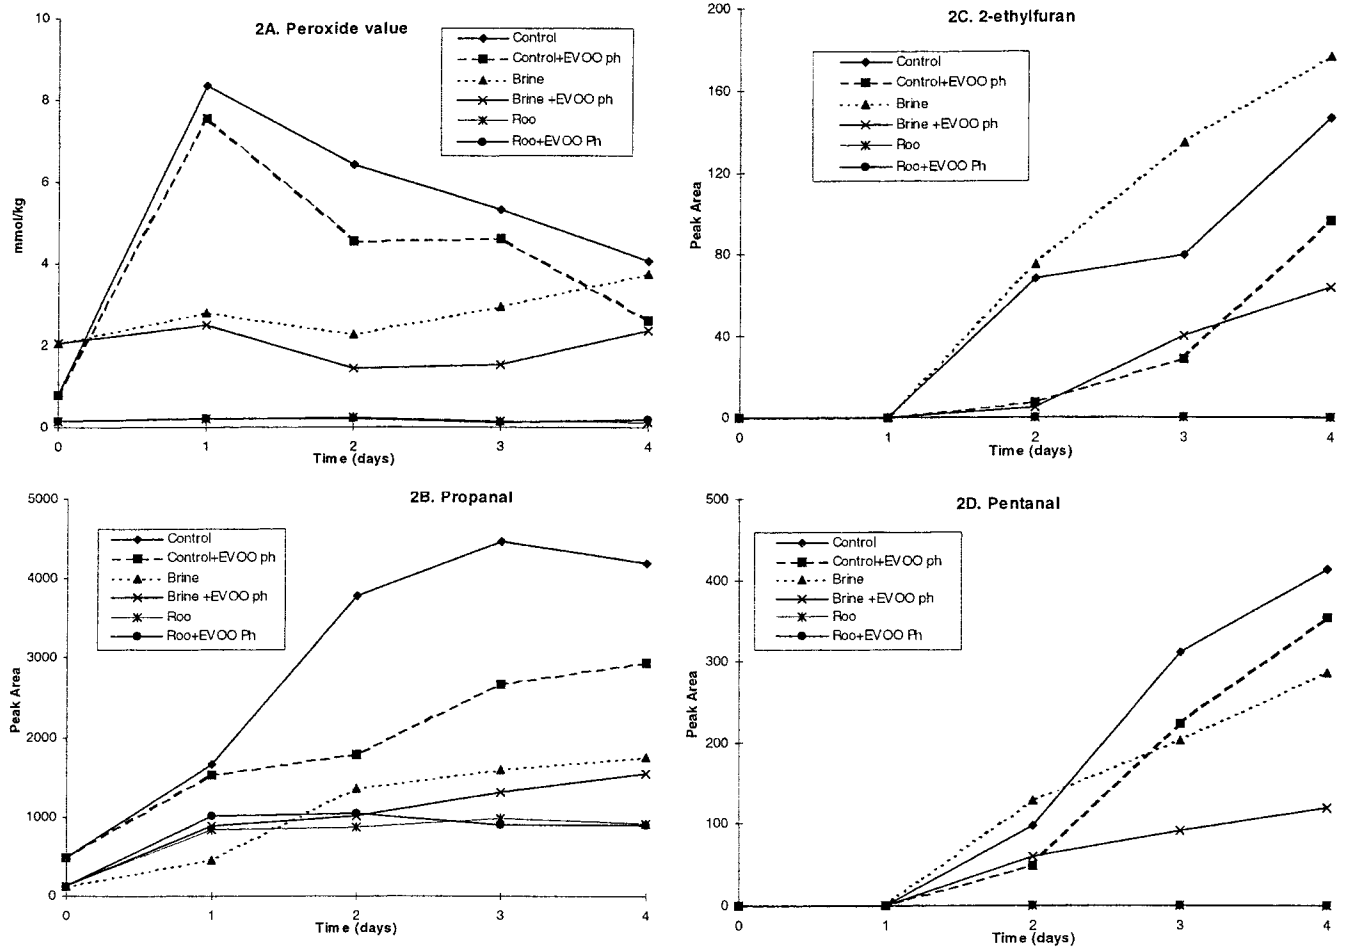 2A. Peroxide value
Control
Control+EVOO ph
Brine
Brine +EVOO ph
Roo
Roo+EVOO Ph
10
8
6
4
2
0
mmol/kg
0
1
2
3
4
Time (days)
2C. 2-ethylfuran
Control
Control+EVOO ph
Brine
Brine +EVOO ph
Roo
Roo+EVOO Ph
200
160
120
80
40
0
Peak Area
0
1
2
3
4
Time (days)
2B. Propanal
Control
Control+EVOO ph
Brine
Brine +EVOO ph
Roo
Roo+EVOO Ph
5000
4000
3000
2000
1000
0
Peak Area
0
1
2
3
4
Time (days)
2D. Pentanal
Control
Control+EVOO ph
Brine
Brine +EVOO ph
Roo
Roo+EVOO Ph
500
400
300
200
100
0
Peak Area
0
1
2
3
4
Time (days)